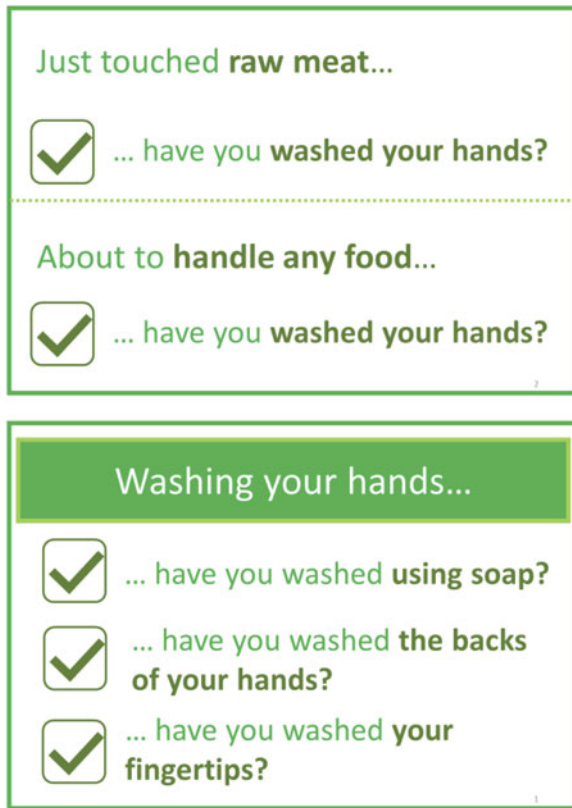 Just touched raw meat...
... have you washed your hands?
About to handle any food...
... have you washed your hands?
2
Washing your hands...
... have you washed using soap?
... have you washed the backs
of your hands?
... have you washed your
fingertips?